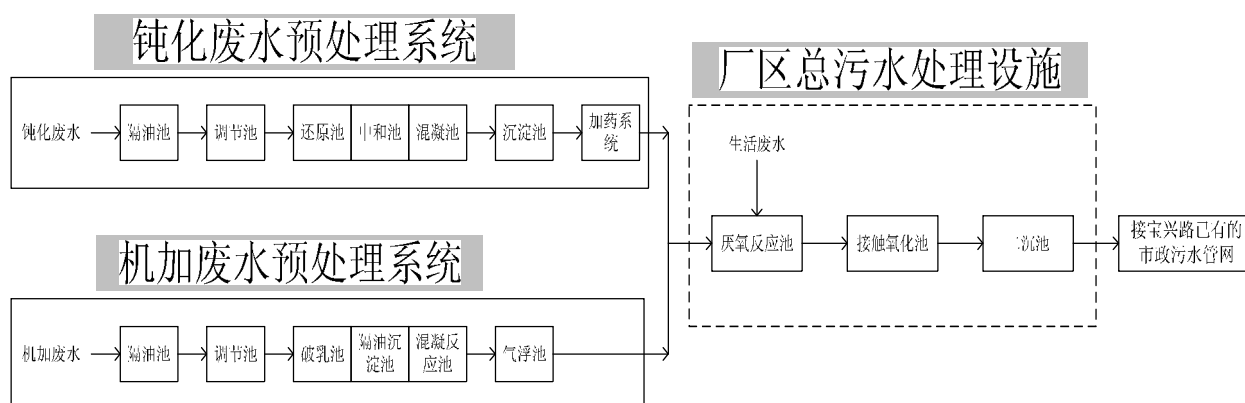 钝化废水预处理系统
钝化废水
隔油池
调节池
还原池
中和池
混凝池
沉淀池
加药系
统
机加废水预处理系统
机加废水
隔油池
调节池
破乳池
隔油沉
淀池
混凝反
应池
气浮池
厂区总污水处理设施
生活废水
厌氧反应池
接触氧化池
二沉池
接宝兴路已有的
市政污水管网